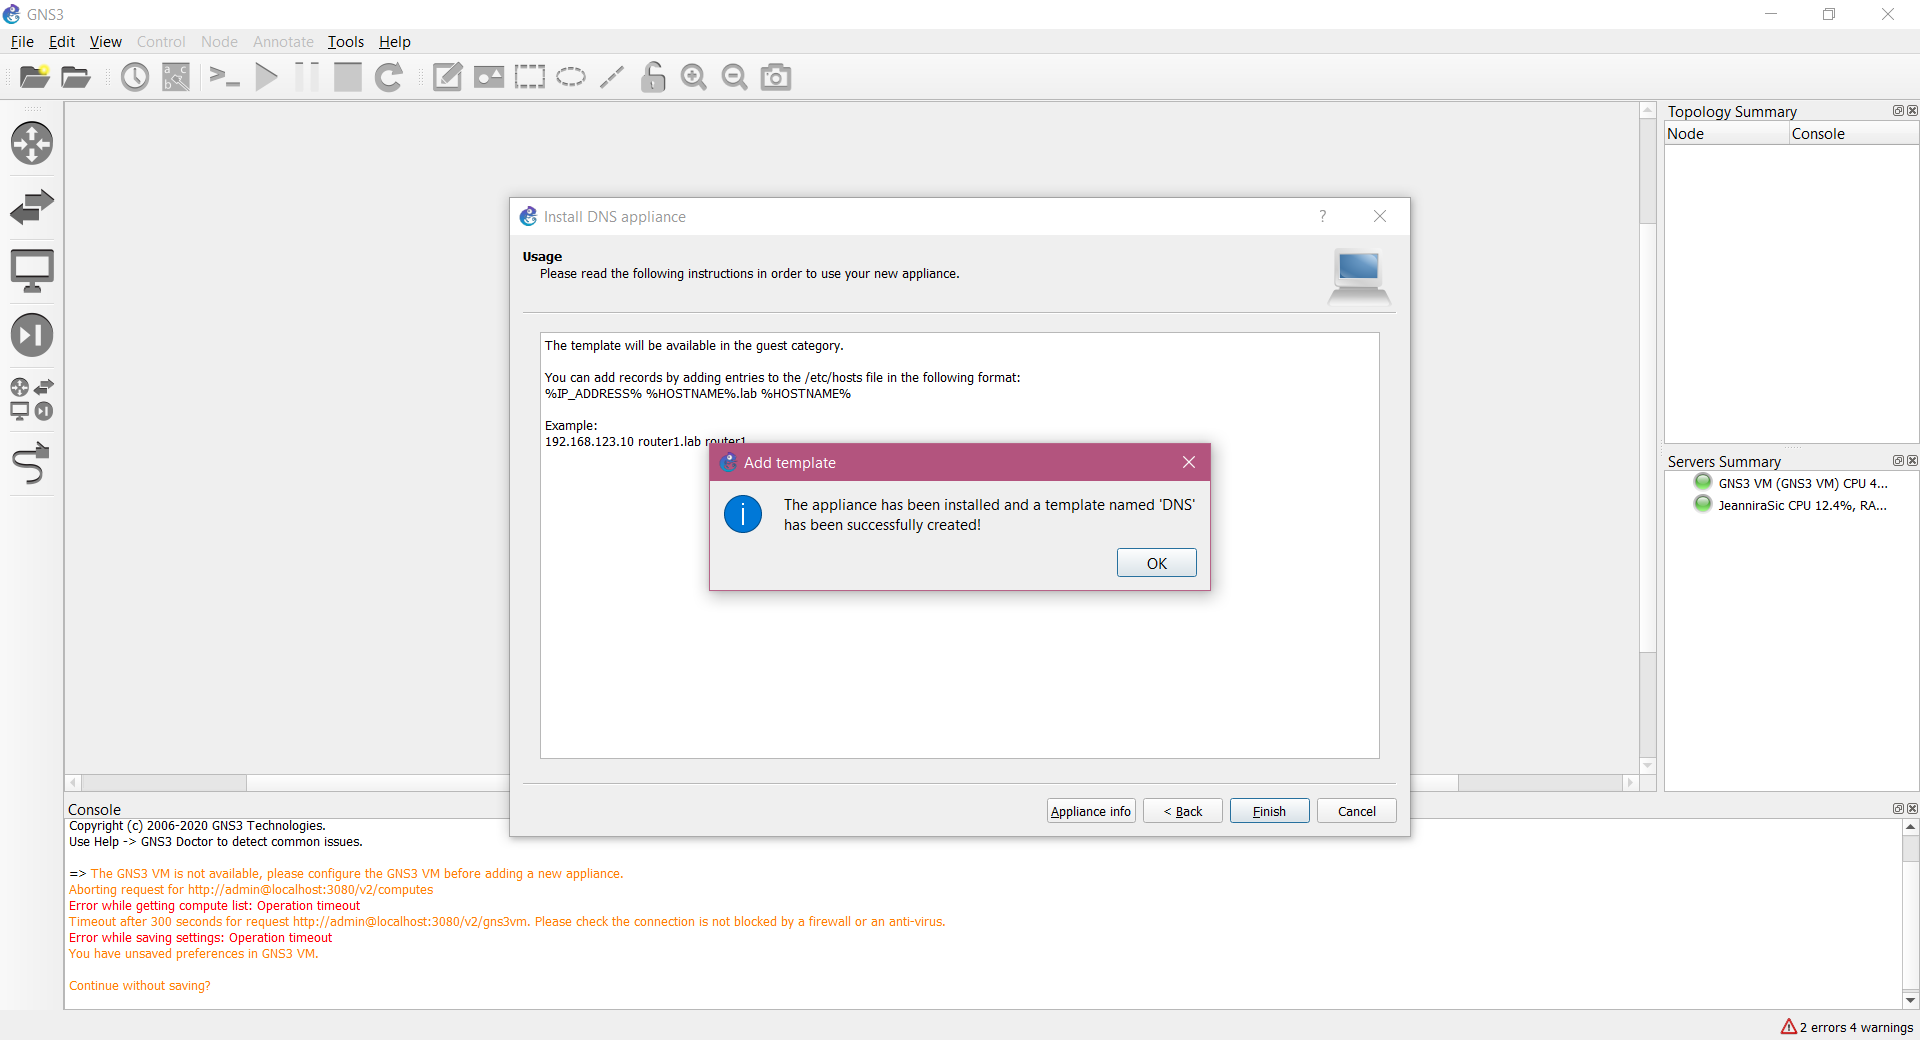 GNS3
File Edit View Control Node Annotate Tools Help
Topology Summary
Node Console
Install DNS appliance ?
Usage
Please read the following instructions in order to use your new appliance.
The template will be available in the guest category.
You can add records by adding entries to the /etc/hosts file in the following format:
%IP_ADDRESS% %HOSTNAME%.lab %HOSTNAME%
Example:
192.168.123.10 router1.lab router1
Add template
The appliance has been installed and a template named 'DNS'
has been successfully created!
OK
Servers Summary
GNS3 VM (GNS3 VM) CPU 4...
JeanniraSic CPU 12.4%, RA...
Appliance info < Back Finish Cancel
Console
Copyright (c) 2006-2020 GNS3 Technologies.
Use Help -> GNS3 Doctor to detect common issues.
=> The GNS3 VM is not available, please configure the GNS3 VM before adding a new appliance.
Aborting request for http://admin@localhost:3080/v2/computes
Error while getting compute list: Operation timeout
Timeout after 300 seconds for request http://admin@localhost:3080/v2/gns3vm. Please check the connection is not blocked by a firewall or an anti-virus.
Error while saving settings: Operation timeout
You have unsaved preferences in GNS3 VM.
Continue without saving?
2 errors 4 warnings